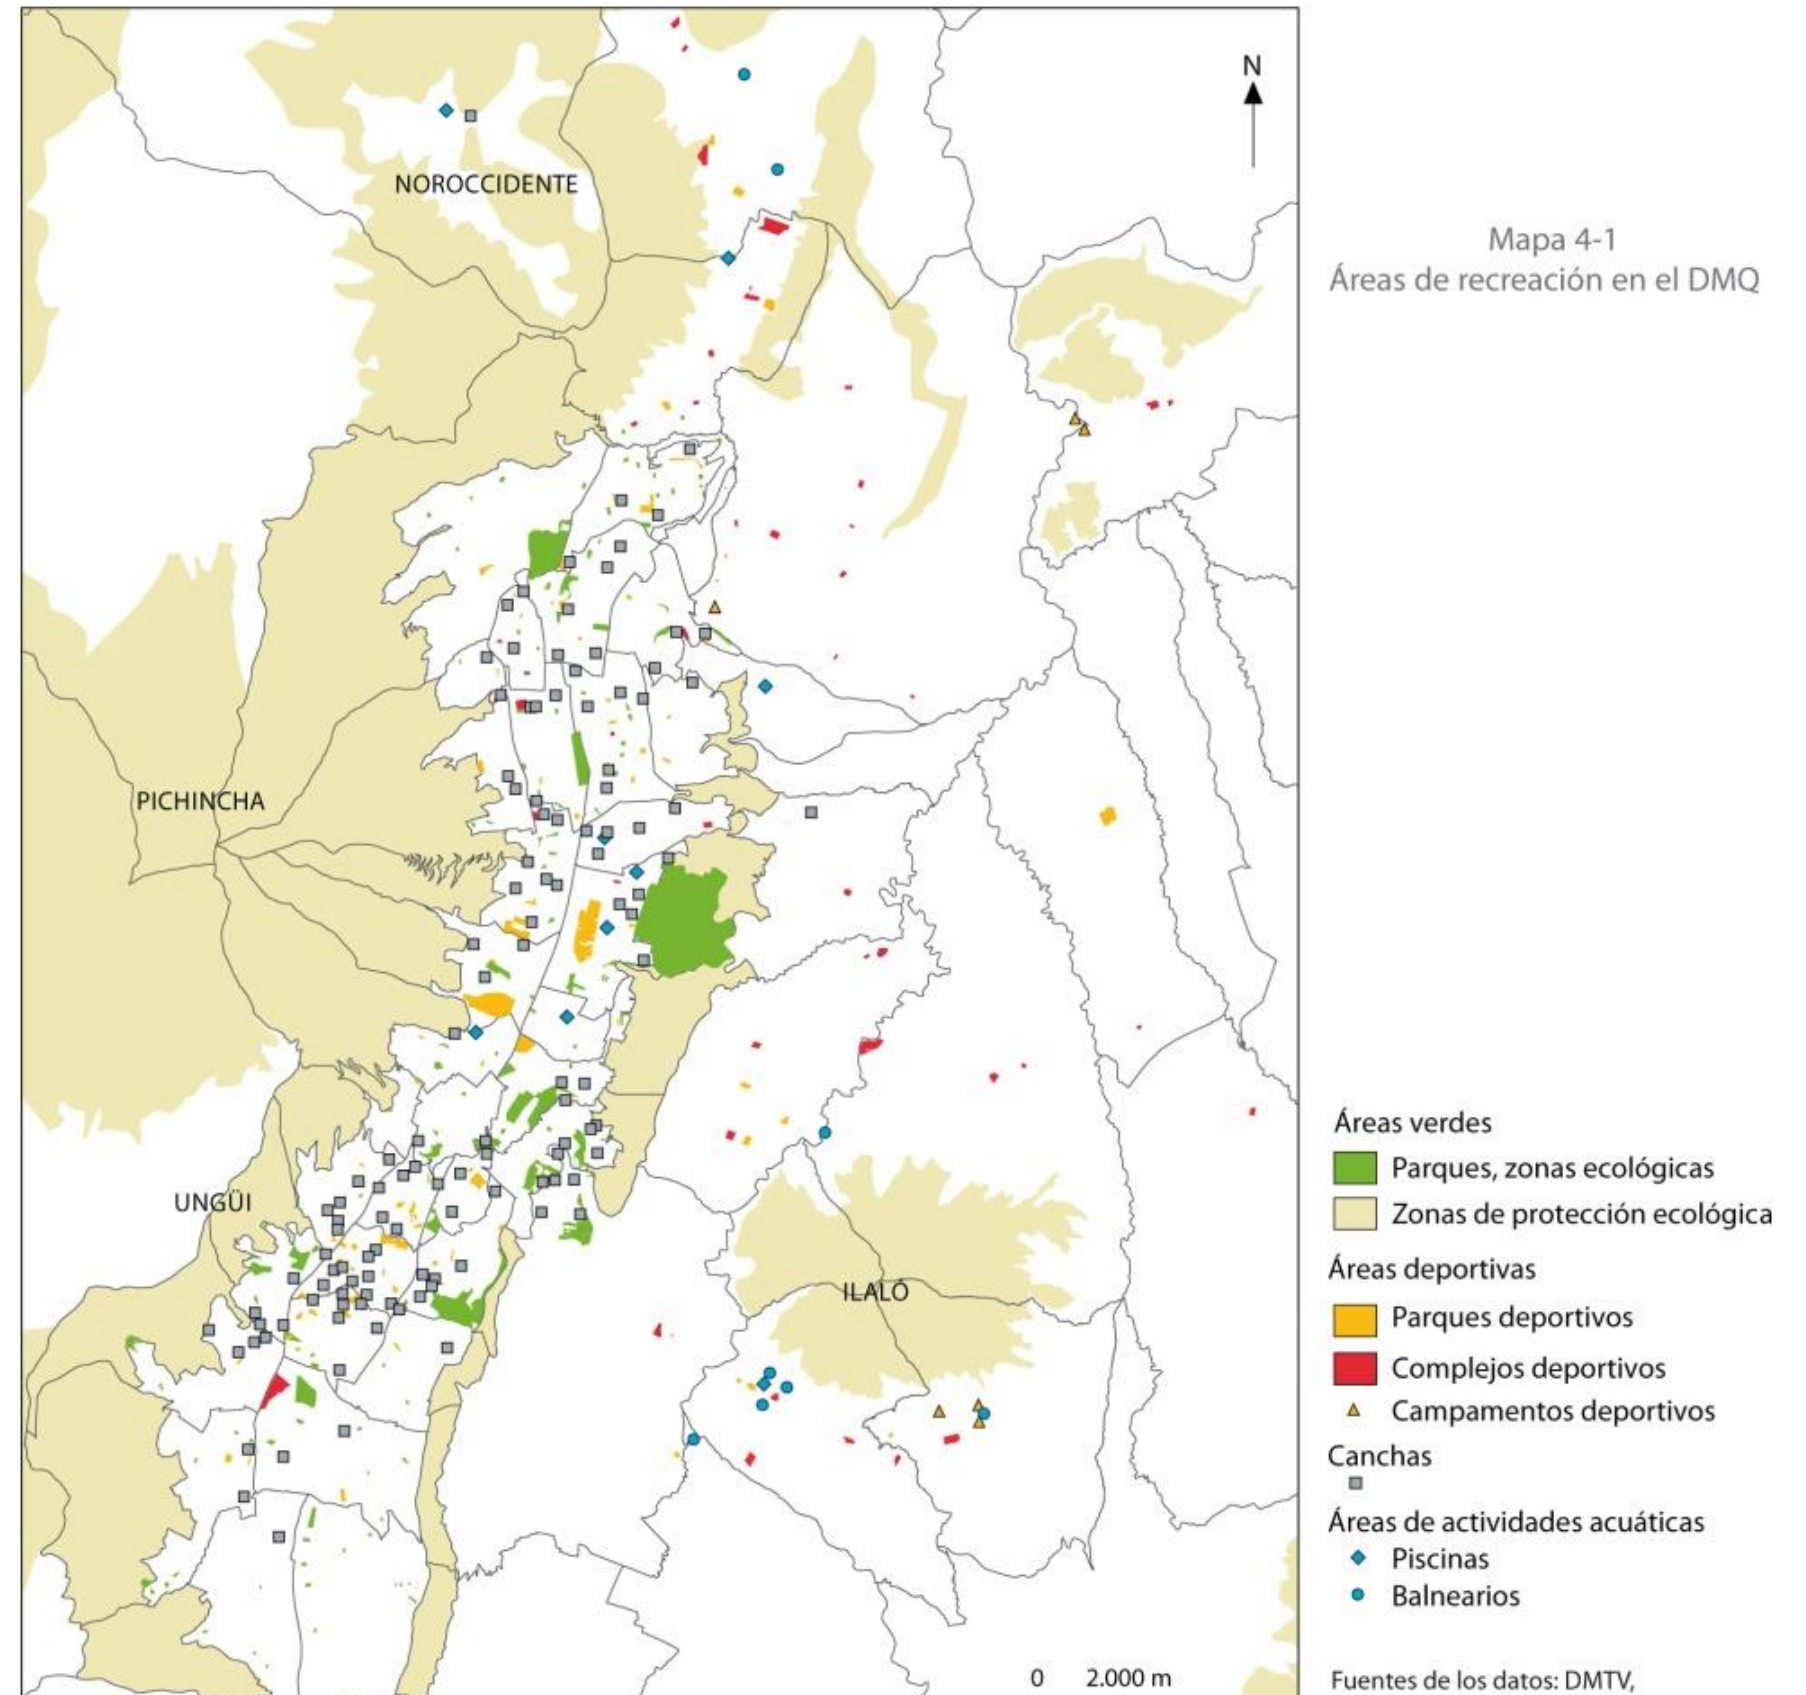 N
NOROCCIDENTE
Mapa 4-1
Áreas de recreación en el DMQ
PICHINCHA
UNGÜI
ILALÓ
Áreas verdes
Parques, zonas ecológicas
Zonas de protección ecológica
Áreas deportivas
Parques deportivos
Complejos deportivos
Campamentos deportivos
Canchas
Áreas de actividades acuáticas
Piscinas
Balnearios
0 2.000 m
Fuentes de los datos: DMTV,